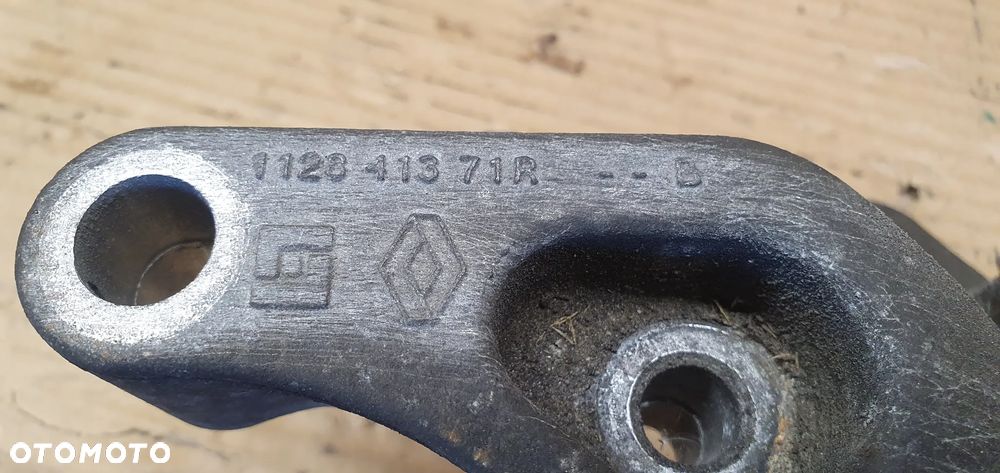 1128 413 71R - - - B
OTOMOTO